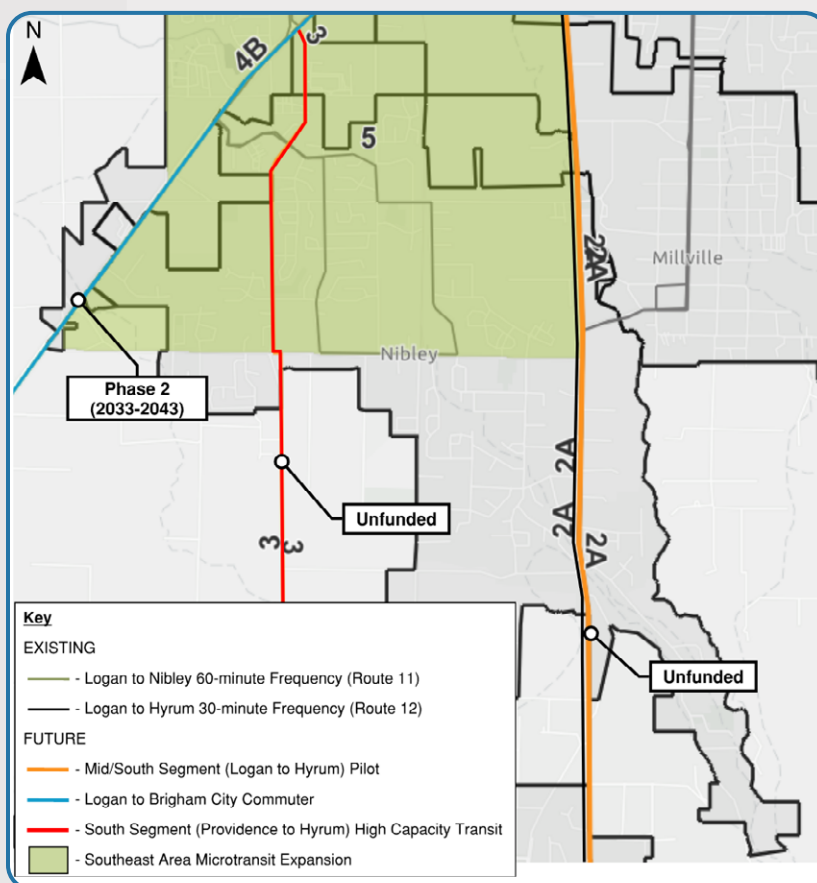 N
4B
3
5
2A
2A
Millville
Nibley
Phase 2
(2033-2043)
2A
2A
2A
Unfunded
3
3
Unfunded
Key
EXISTING
- Logan to Nibley 60-minute Frequency (Route 11)
- Logan to Hyrum 30-minute Frequency (Route 12)
FUTURE
- Mid/South Segment (Logan to Hyrum) Pilot
- Logan to Brigham City Commuter
- South Segment (Providence to Hyrum) High Capacity Transit
- Southeast Area Microtransit Expansion